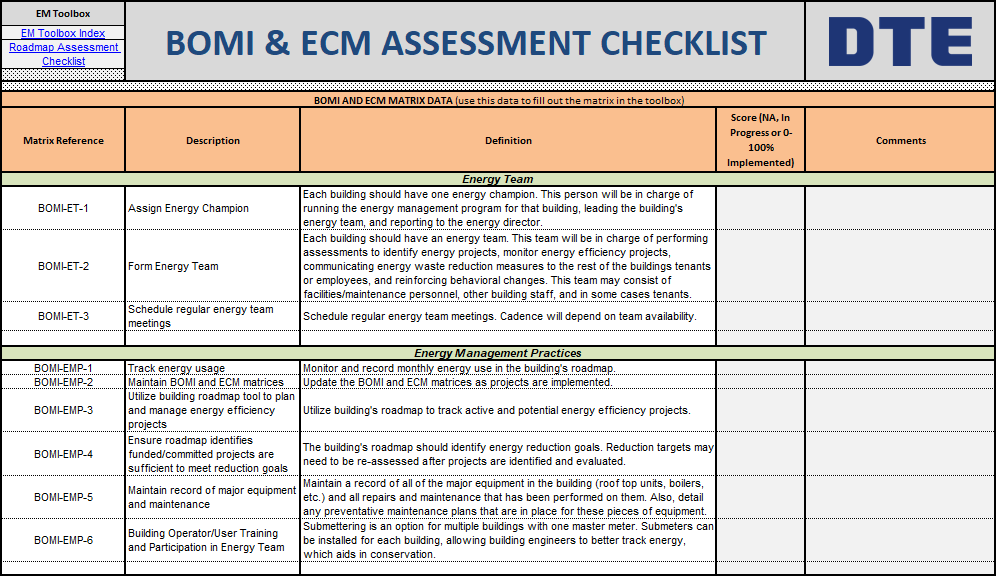 EM Toolbox
EM Toolbox Index
Roadmap Assessment
Checklist
BOMI & ECM ASSESSMENT CHECKLIST
DTE
BOMI AND ECM MATRIX DATA (use this data to fill out the matrix in the toolbox)
Matrix Reference
Description
Definition
Score (NA, In
Progress or 0-
100%
Implemented)
Comments
Energy Team
BOMI-ET-1
Assign Energy Champion
Each building should have one energy champion. This person will be in charge of
running the energy management program for that building, leading the building's
energy team, and reporting to the energy director.
BOMI-ET-2
Form Energy Team
Each building should have an energy team. This team will be in charge of performing
assessments to identify energy projects, monitor energy efficiency projects,
communicating energy waste reduction measures to the rest of the buildings tenants
or employees, and reinforcing behavioral changes. This team may consist of
facilities/maintenance personnel, other building staff, and in some cases tenants.
BOMI-ET-3
Schedule regular energy team
meetings
Schedule regular energy team meetings. Cadence will depend on team availability.
Energy Management Practices
BOMI-EMP-1
Track energy usage
Monitor and record monthly energy use in the building's roadmap.
BOMI-EMP-2
Maintain BOMI and ECM matrices
Update the BOMI and ECM matrices as projects are implemented.
BOMI-EMP-3
Utilize building roadmap tool to plan
and manage energy efficiency
projects
Utilize building's roadmap to track active and potential energy efficiency projects.
BOMI-EMP-4
Ensure roadmap identifies
funded/committed projects are
sufficient to meet reduction goals
The building's roadmap should identify energy reduction goals. Reduction targets may
need to be re-assessed after projects are identified and evaluated.
BOMI-EMP-5
Maintain record of major equipment
and maintenance
Maintain a record of all of the major equipment in the building (roof top units, boilers,
etc.) and all repairs and maintenance that has been performed on them. Also, detail
any preventative maintenance plans that are in place for these pieces of equipment.
BOMI-EMP-6
Building Operator/User Training
and Participation in Energy Team
Submettering is an option for multiple buildings with one master meter. Submeters can
be installed for each building, allowing building engineers to better track energy,
which aids in conservation.